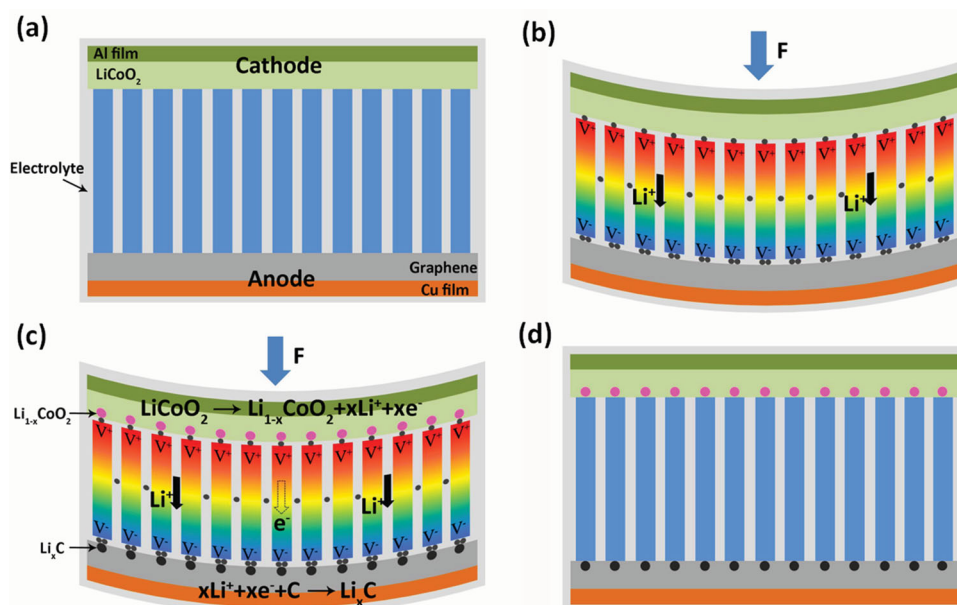 (a)
Al film
LiCoO₂
Cathode
Electrolyte
Anode
Graphene
Cu film
(b)
F
V⁺ V⁺ V⁺ V⁺ V⁺ V⁺ V⁺ V⁺ V⁺ V⁺ V⁺ V⁺ V⁺
Li⁺ Li⁺
V⁻ V⁻ V⁻ V⁻ V⁻ V⁻ V⁻ V⁻ V⁻ V⁻ V⁻ V⁻ V⁻
(c)
F
Li₁₋ₓCoO₂
LiCoO₂ → Li₁₋ₓCoO₂+xLi⁺+xe⁻
V⁺ V⁺ V⁺ V⁺ V⁺ V⁺ V⁺ V⁺ V⁺ V⁺ V⁺ V⁺ V⁺
Li⁺ e⁻ Li⁺
V⁻ V⁻ V⁻ V⁻ V⁻ V⁻ V⁻ V⁻ V⁻ V⁻ V⁻ V⁻ V⁻
LiₓC
xLi⁺+xe⁻+C → LiₓC
(d)